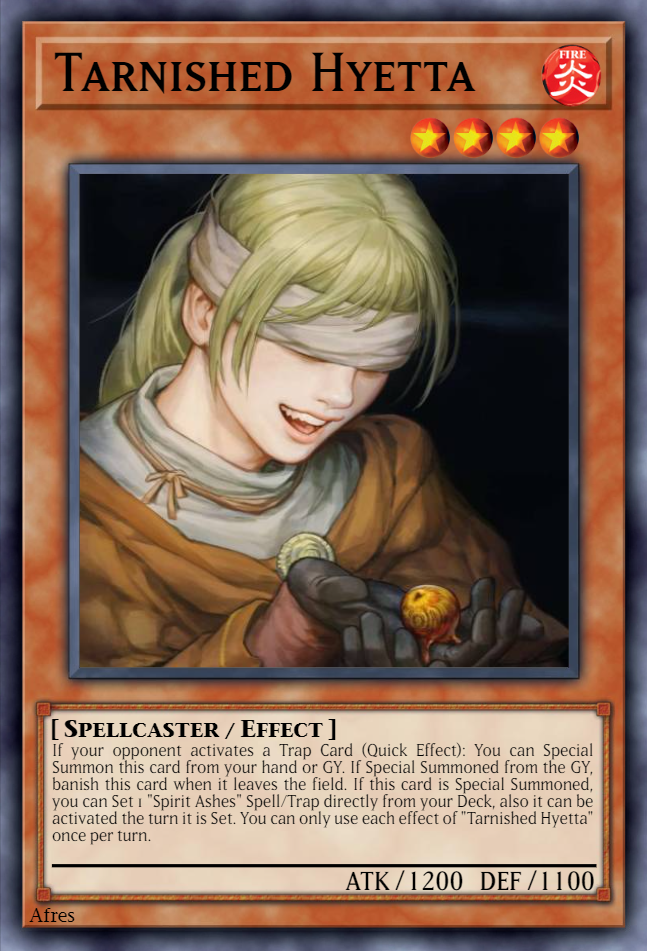 Tarnished Hyetta
FIRE
炎
[ Spellcaster / Effect ]
If your opponent activates a Trap Card (Quick Effect): You can Special
Summon this card from your hand or GY. If Special Summoned from the GY,
banish this card when it leaves the field. If this card is Special Summoned,
you can Set 1 "Spirit Ashes" Spell/Trap directly from your Deck, also it can be
activated the turn it is Set. You can only use each effect of "Tarnished Hyetta"
once per turn.
ATK/1200 DEF/1100
Afres